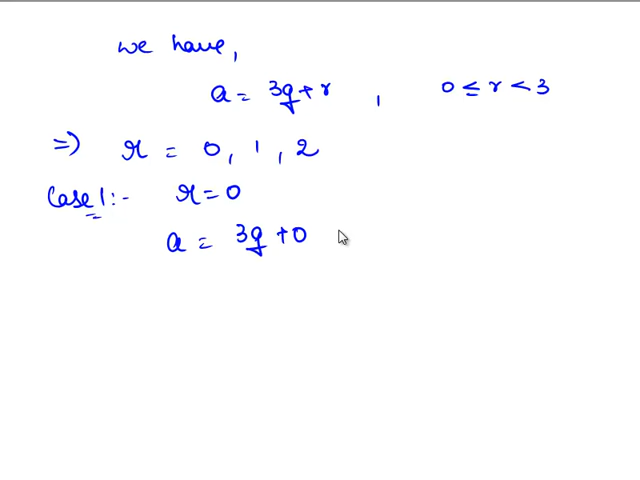 we have,
a = 3q + r , 0 ≤ r < 3
=) r = 0, 1, 2
Case 1:- r = 0
a = 3q + 0